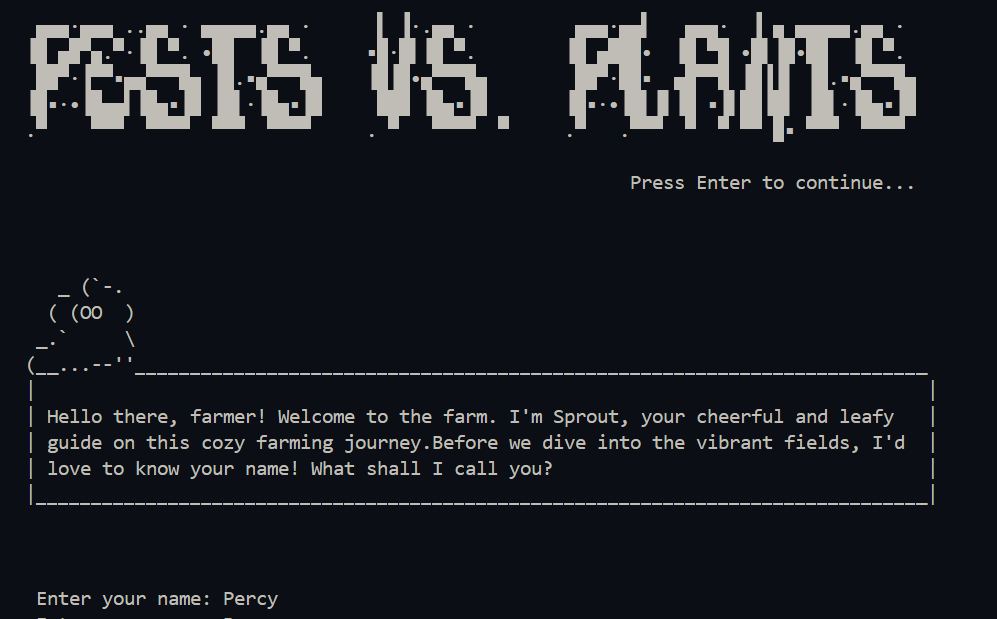 PESTS VS. PLANTS
Press Enter to continue...
Hello there, farmer! Welcome to the farm. I'm Sprout, your cheerful and leafy
guide on this cozy farming journey.Before we dive into the vibrant fields, I'd
love to know your name! What shall I call you?
Enter your name: Percy